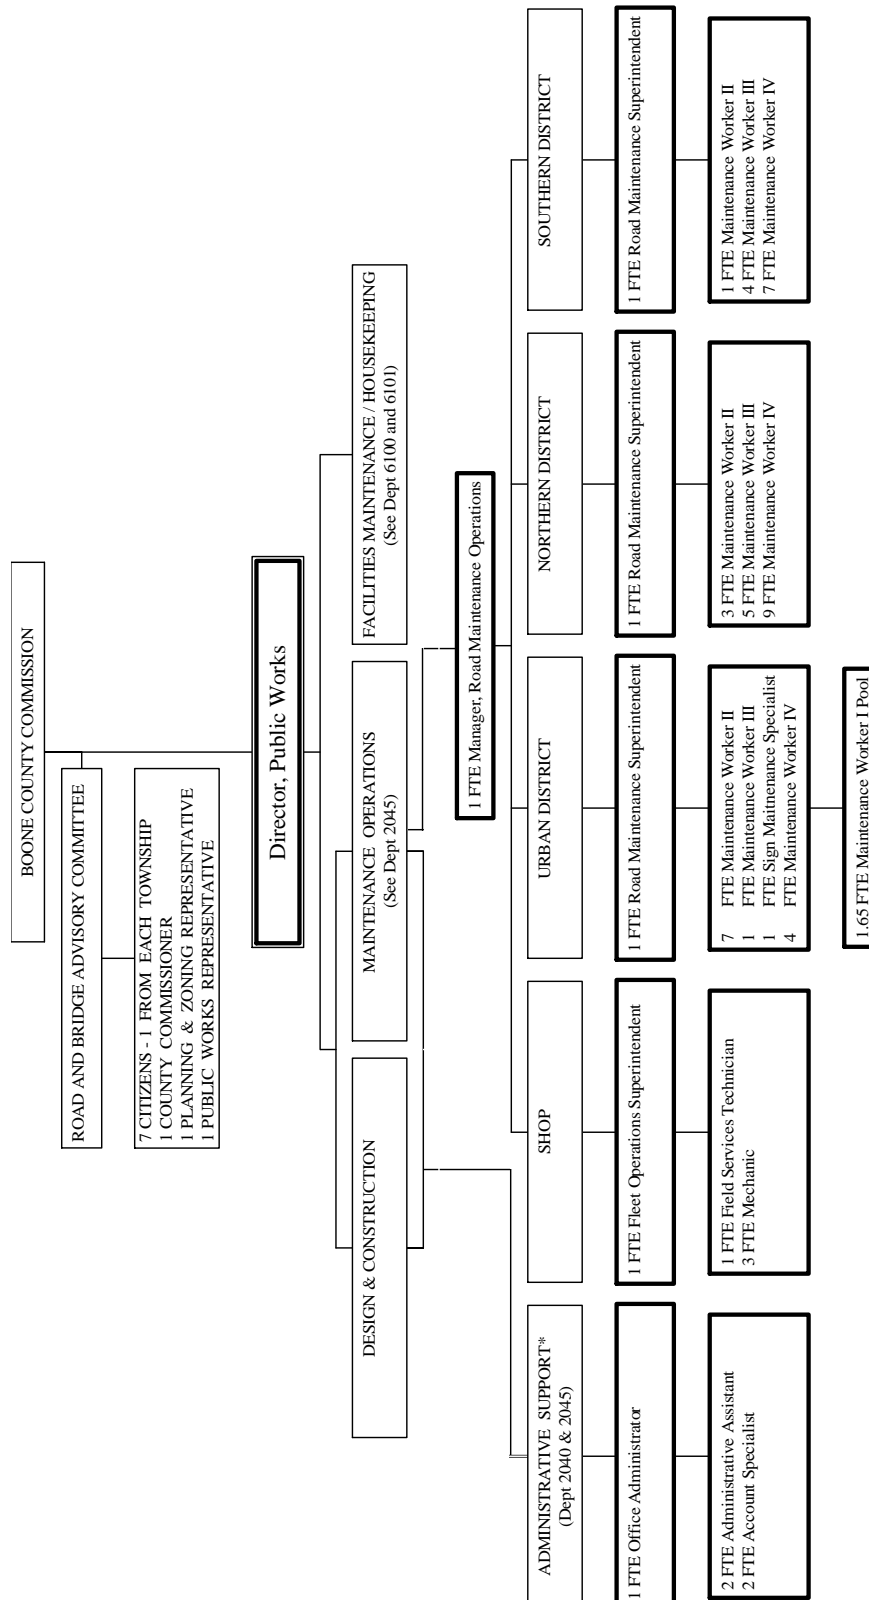 BOONE COUNTY COMMISSION
ROAD AND BRIDGE ADVISORY COMMITTEE
7 CITIZENS - 1 FROM EACH TOWNSHIP
1 COUNTY COMMISSIONER
1 PLANNING & ZONING REPRESENTATIVE
1 PUBLIC WORKS REPRESENTATIVE
Director, Public Works
DESIGN & CONSTRUCTION
MAINTENANCE OPERATIONS
(See Dept 2045)
FACILITIES MAINTENANCE / HOUSEKEEPING
(See Dept 6100 and 6101)
1 FTE Manager, Road Maintenance Operations
ADMINISTRATIVE SUPPORT*
(Dept 2040 & 2045)
1 FTE Office Administrator
2 FTE Administrative Assistant
2 FTE Account Specialist
SHOP
1 FTE Fleet Operations Superintendent
1 FTE Field Services Technician
3 FTE Mechanic
URBAN DISTRICT
1 FTE Road Maintenance Superintendent
7 FTE Maintenance Worker II
1 FTE Maintenance Worker III
1 FTE Sign Maitnenance Specialist
4 FTE Maintenance Worker IV
1.65 FTE Maintenance Worker I Pool
NORTHERN DISTRICT
1 FTE Road Maintenance Superintendent
3 FTE Maintenance Worker II
5 FTE Maintenance Worker III
9 FTE Maintenance Worker IV
SOUTHERN DISTRICT
1 FTE Road Maintenance Superintendent
1 FTE Maintenance Worker II
4 FTE Maintenance Worker III
7 FTE Maintenance Worker IV